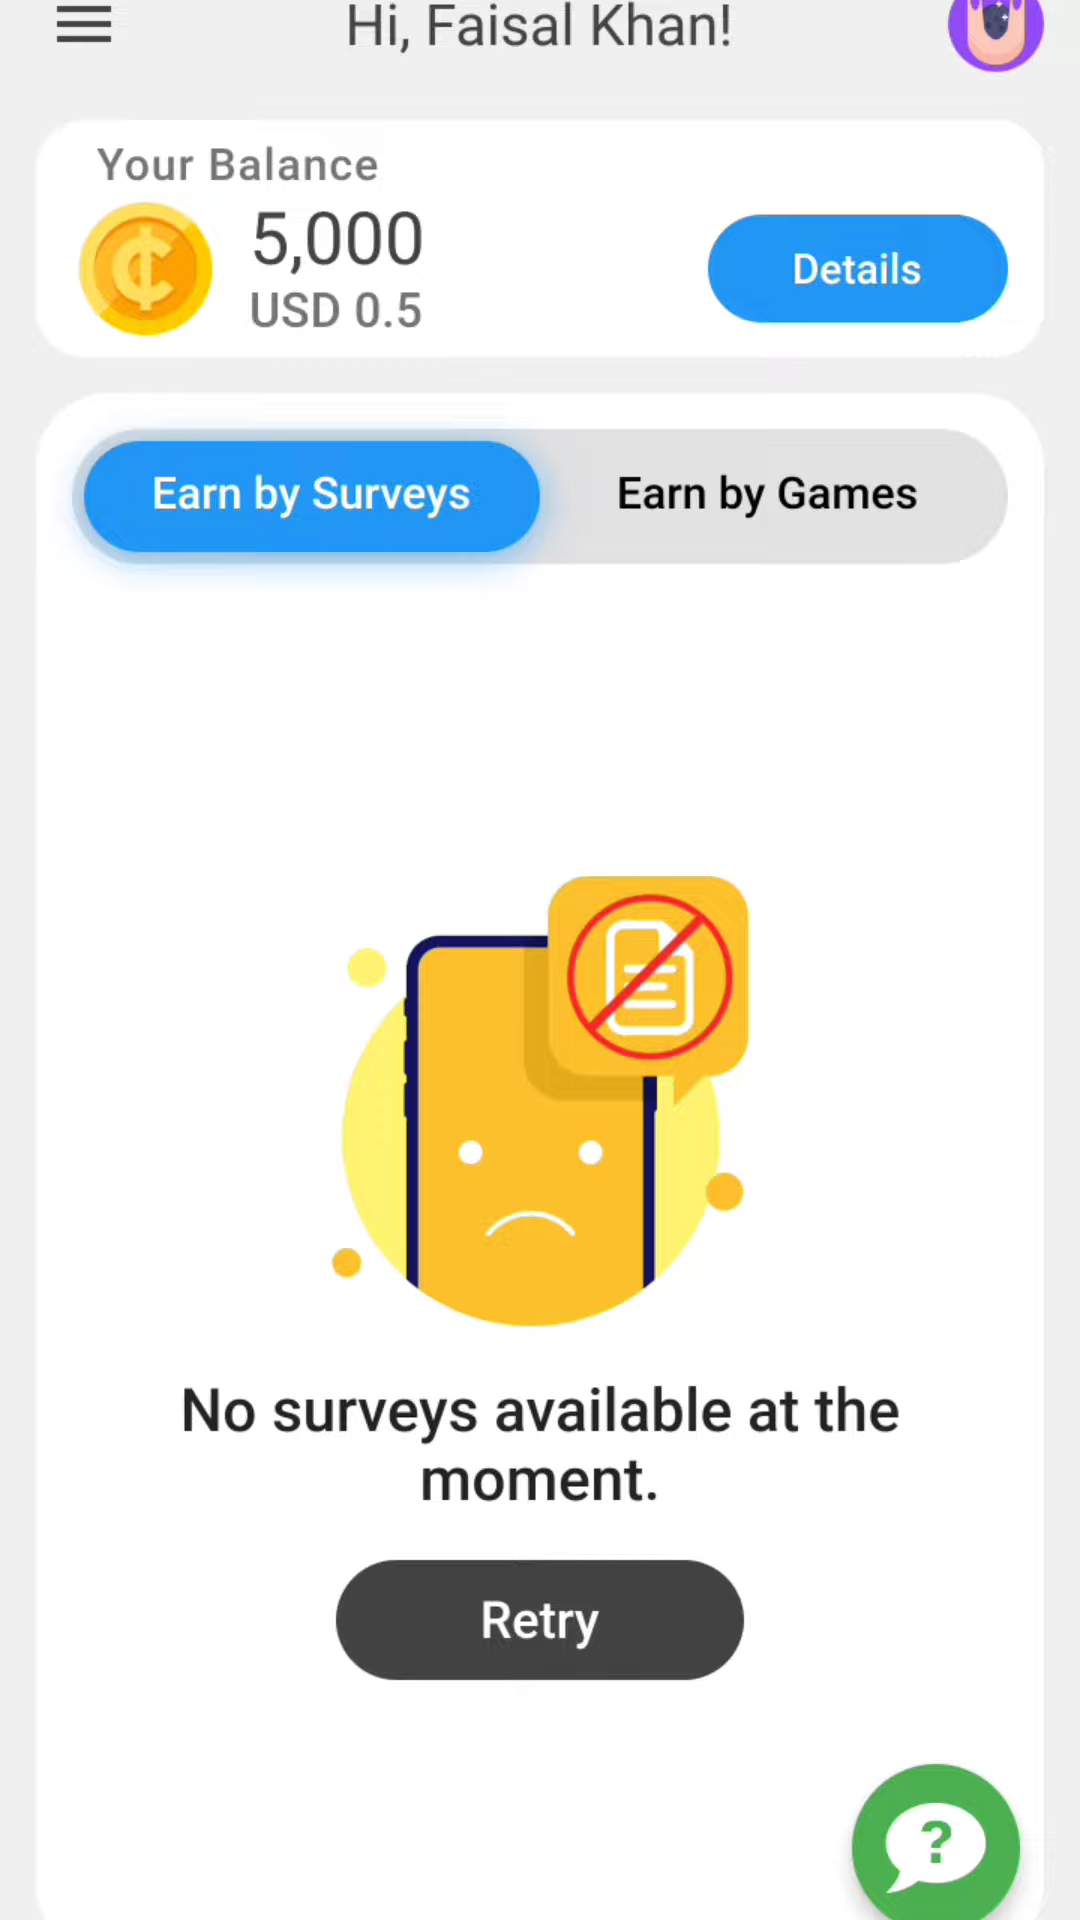 Hi, Faisal Khan!
Your Balance
5,000
USD 0.5
Details
Earn by Surveys
Earn by Games
No surveys available at the
moment.
Retry
?